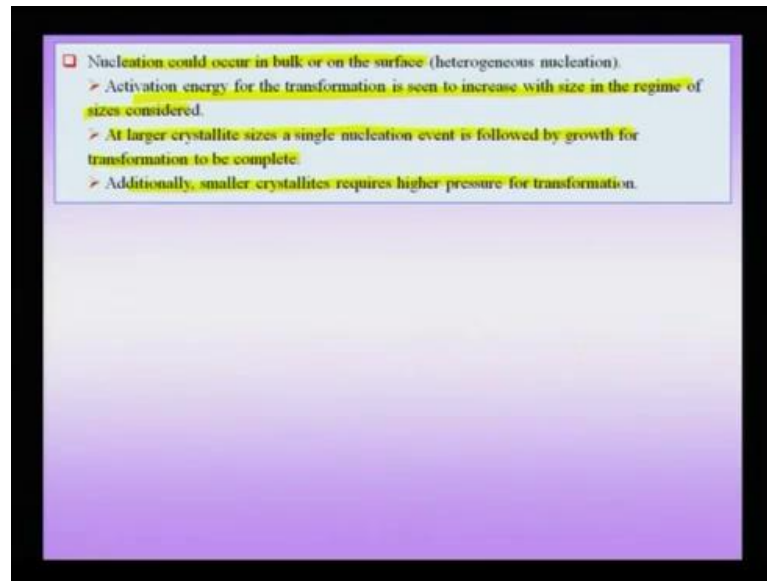 Nucleation could occur in bulk or on the surface (heterogeneous nucleation).
➢ Activation energy for the transformation is seen to increase with size in the regime of
sizes considered.
➢ At larger crystallite sizes a single nucleation event is followed by growth for
transformation to be complete.
➢ Additionally, smaller crystallites requires higher pressure for transformation.